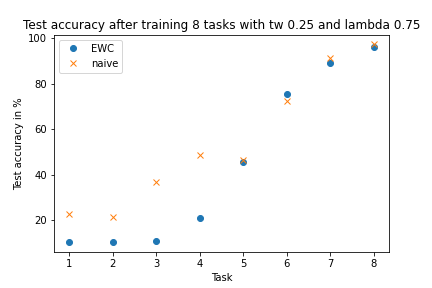 Test accuracy after training 8 tasks with tw 0.25 and lambda 0.75
100
80
60
40
20
Test accuracy in %
EWC
naive
1 2 3 4 5 6 7 8
Task